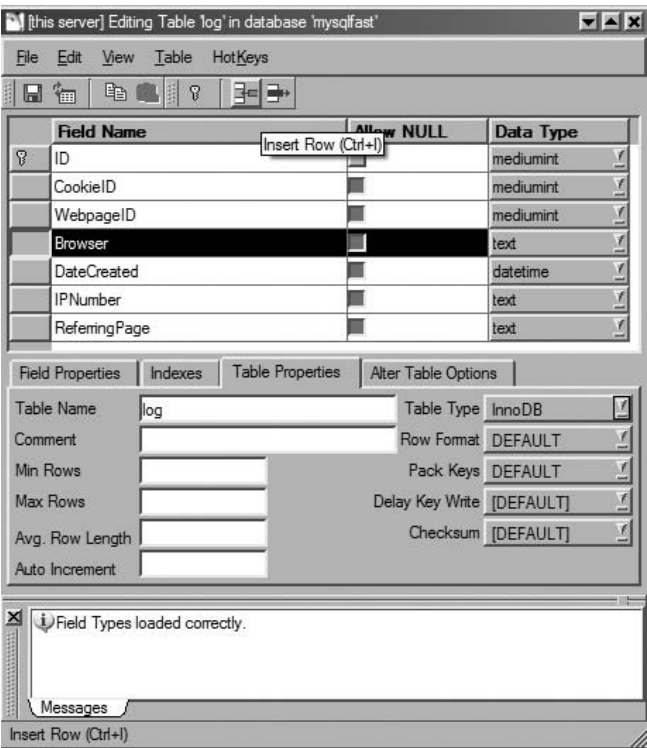 [this server] Editing Table 'log' in database 'mysqlfast'
File Edit View Table HotKeys
Field Name Allow NULL Data Type
Insert Row (Ctrl+I)
ID mediumint
CookieID mediumint
WebpageID mediumint
Browser text
DateCreated datetime
IPNumber text
ReferringPage text
Field Properties Indexes Table Properties Alter Table Options
Table Name log Table Type InnoDB
Comment Row Format DEFAULT
Min Rows Pack Keys DEFAULT
Max Rows Delay Key Write [DEFAULT]
Avg. Row Length Checksum [DEFAULT]
Auto Increment
Field Types loaded correctly.
Messages
Insert Row (Ctrl+I)